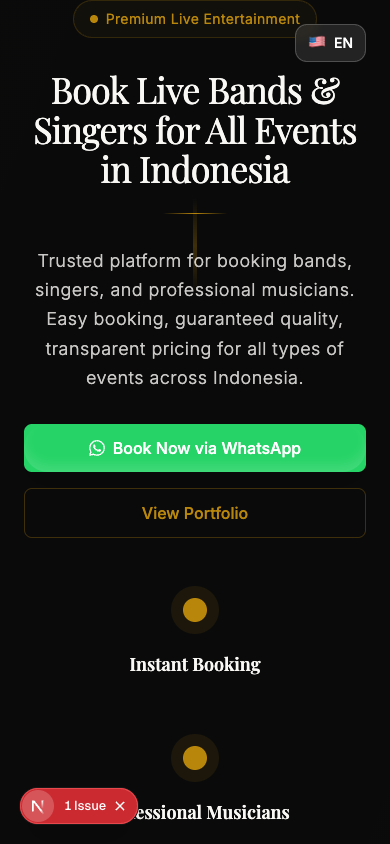 Premium Live Entertainment
EN
Book Live Bands &
Singers for All Events
in Indonesia
Trusted platform for booking bands,
singers, and professional musicians.
Easy booking, guaranteed quality,
transparent pricing for all types of
events across Indonesia.
Book Now via WhatsApp
View Portfolio
Instant Booking
essional Musicians
N 1 Issue